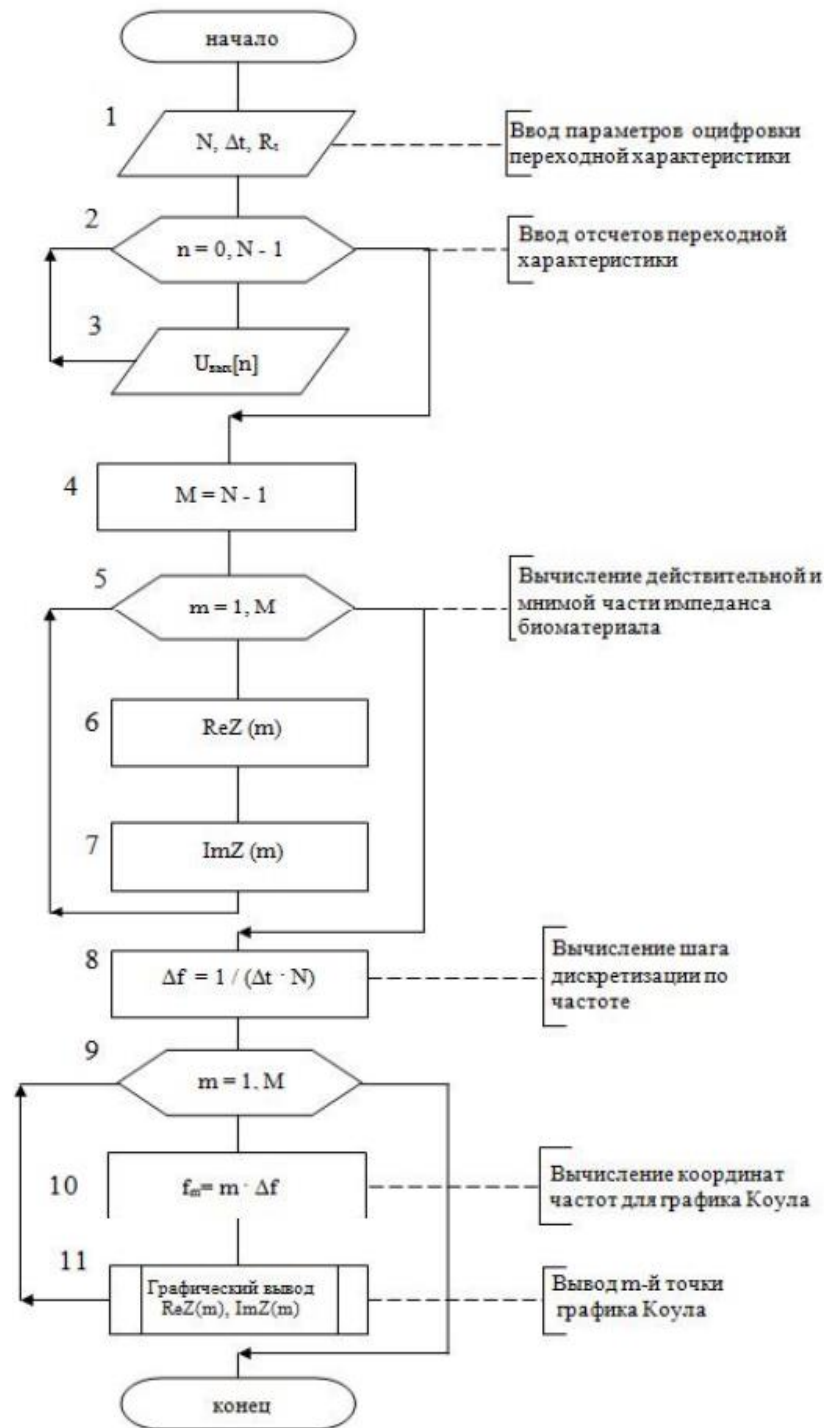 начало
1
N, Δt, Rₜ
Ввод параметров оцифровки
переходной характеристики
2
n = 0, N - 1
Ввод отсчетов переходной
характеристики
3
Uвых[n]
4
M = N - 1
5
m = 1, M
Вычисление действительной и
мнимой части импеданса
биоматериала
6
ReZ (m)
7
ImZ (m)
8
Δf = 1 / (Δt · N)
Вычисление шага
дискретизации по
частоте
9
m = 1, M
10
fm= m · Δf
Вычисление координат
частот для графика Коула
11
Графический вывод
ReZ(m), ImZ(m)
Вывод m-й точки
графика Коула
конец